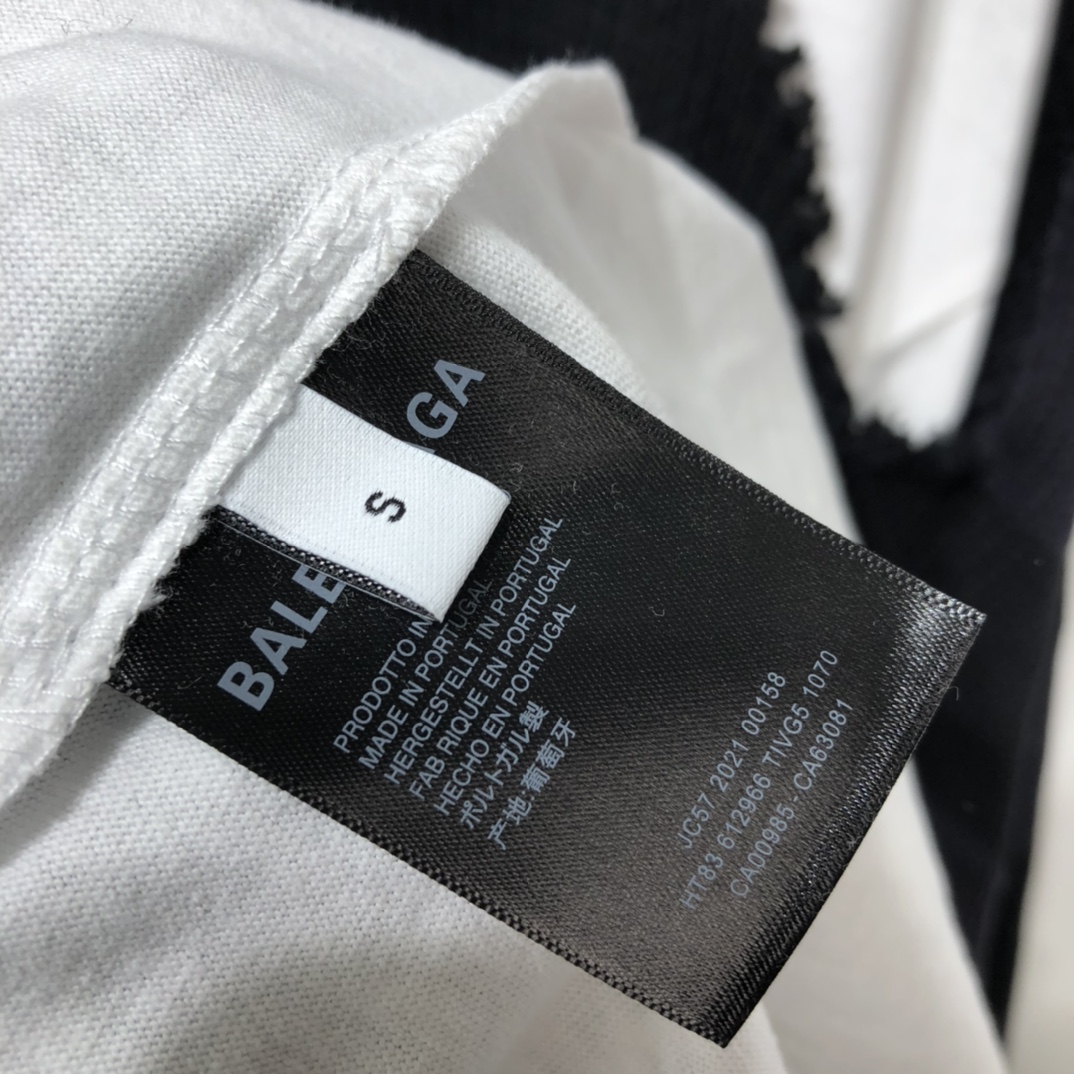 BALE GA
S
PRODOTTO IN PORTUGAL
MADE IN PORTUGAL
HERGESTELLT IN PORTUGAL
FAB RIQUE EN PORTUGAL
HECHO EN PORTUGAL
ポルトガル製
产地:葡萄牙
JC57 2021 00158
HT83 612966 TIVG5 1070
CA00985 - CA63081